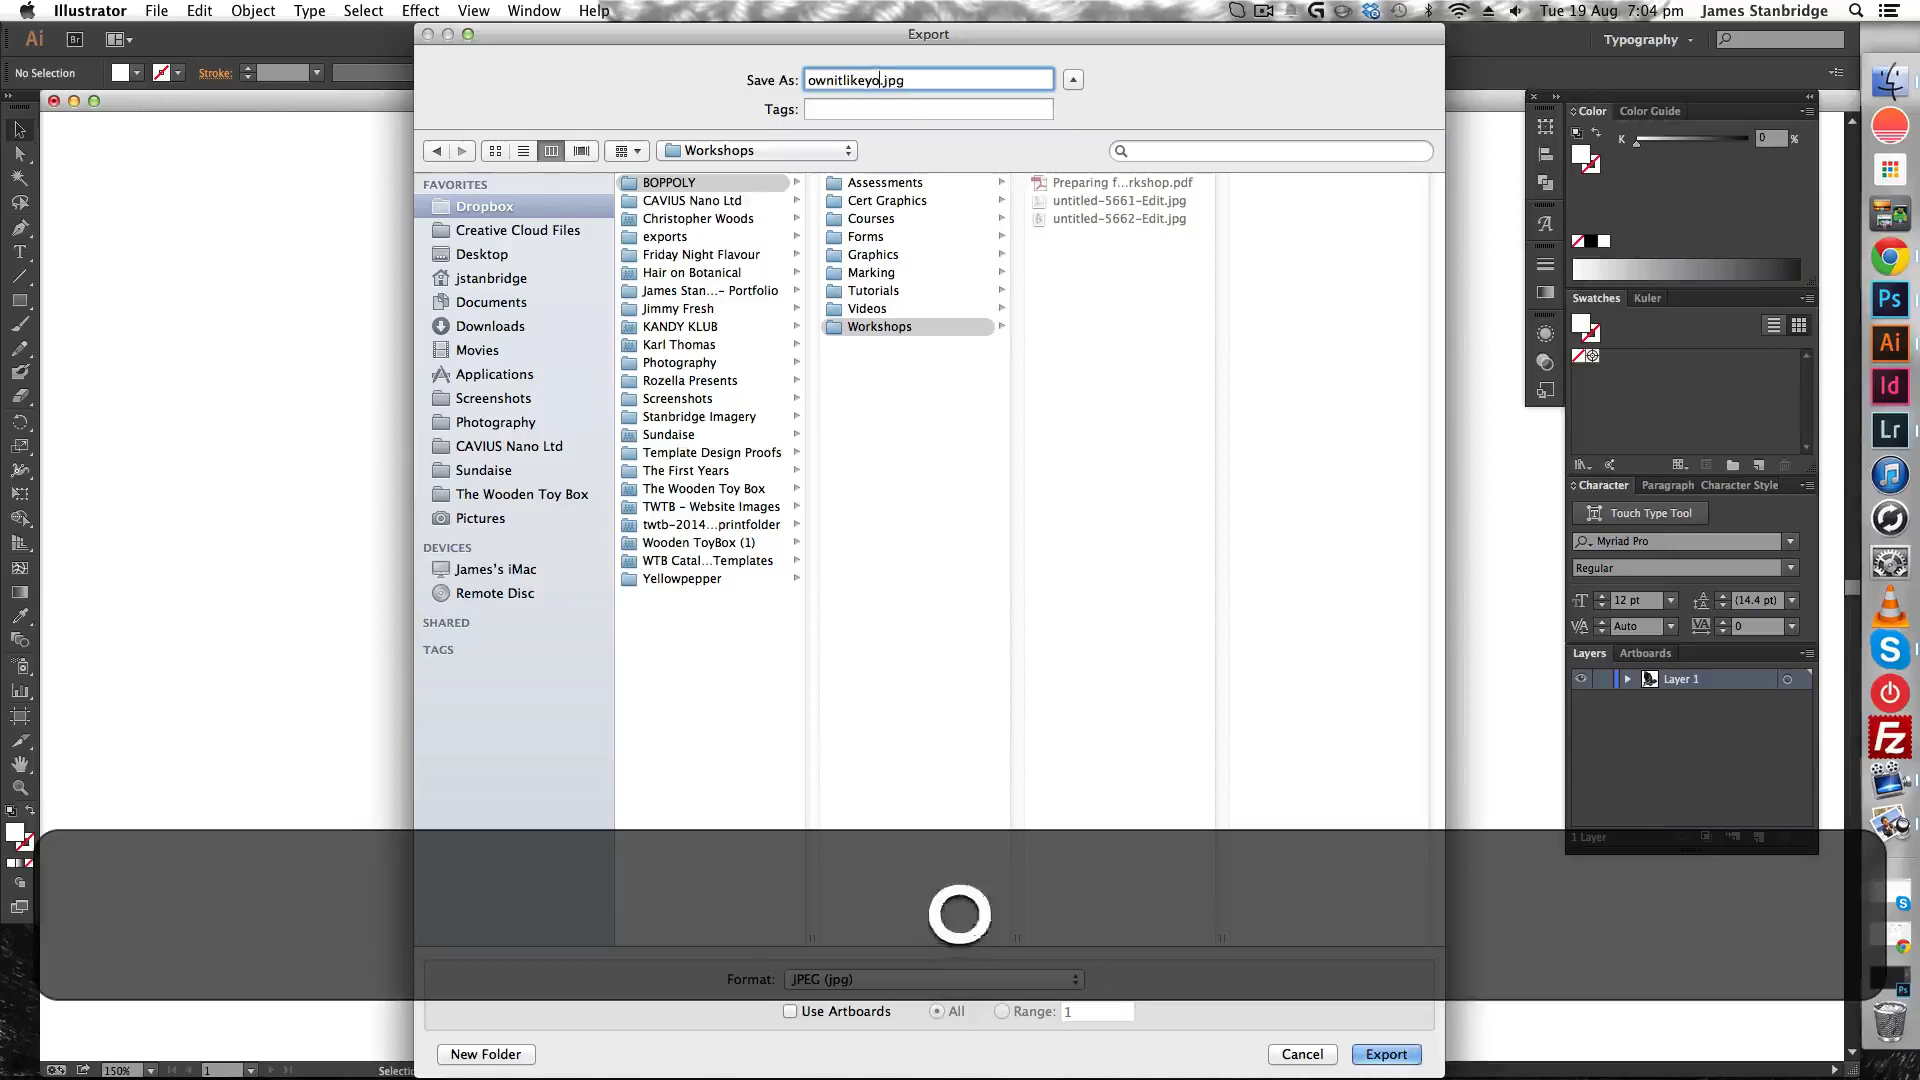 Illustrator File Edit Object Type Select Effect View Window Help
Tue 19 Aug 7:04 pm James Stanbridge
Ai Br
Typography
No Selection
Stroke:
Export
Save As: ownitlikeyo.jpg
Tags:
Workshops
FAVORITES
Dropbox
Creative Cloud Files
Desktop
jstanbridge
Documents
Downloads
Movies
Applications
Screenshots
Photography
CAVIUS Nano Ltd
Sundaise
The Wooden Toy Box
Pictures
DEVICES
James's iMac
Remote Disc
SHARED
TAGS
BOPPOLY
CAVIUS Nano Ltd
Christopher Woods
exports
Friday Night Flavour
Hair on Botanical
James Stan...- Portfolio
Jimmy Fresh
KANDY KLUB
Karl Thomas
Photography
Rozella Presents
Screenshots
Stanbridge Imagery
Sundaise
Template Design Proofs
The First Years
The Wooden Toy Box
TWTB - Website Images
twtb-2014...printfolder
Wooden ToyBox (1)
WTB Catal...Templates
Yellowpepper
Assessments
Cert Graphics
Courses
Forms
Graphics
Marking
Tutorials
Videos
Workshops
Preparing f...rkshop.pdf
untitled-5661-Edit.jpg
untitled-5662-Edit.jpg
O
Format: JPEG (jpg)
Use Artboards All Range: 1
New Folder Cancel Export
Color Color Guide
K 0 %
Swatches Kuler
Character Paragraph Character Style
Touch Type Tool
Myriad Pro
Regular
12 pt (14.4 pt)
Auto 0
Layers Artboards
Layer 1
1 Layer
150% 1 Selectio
Ps
Ai
Id
Lr
S
Fz
S
Ps